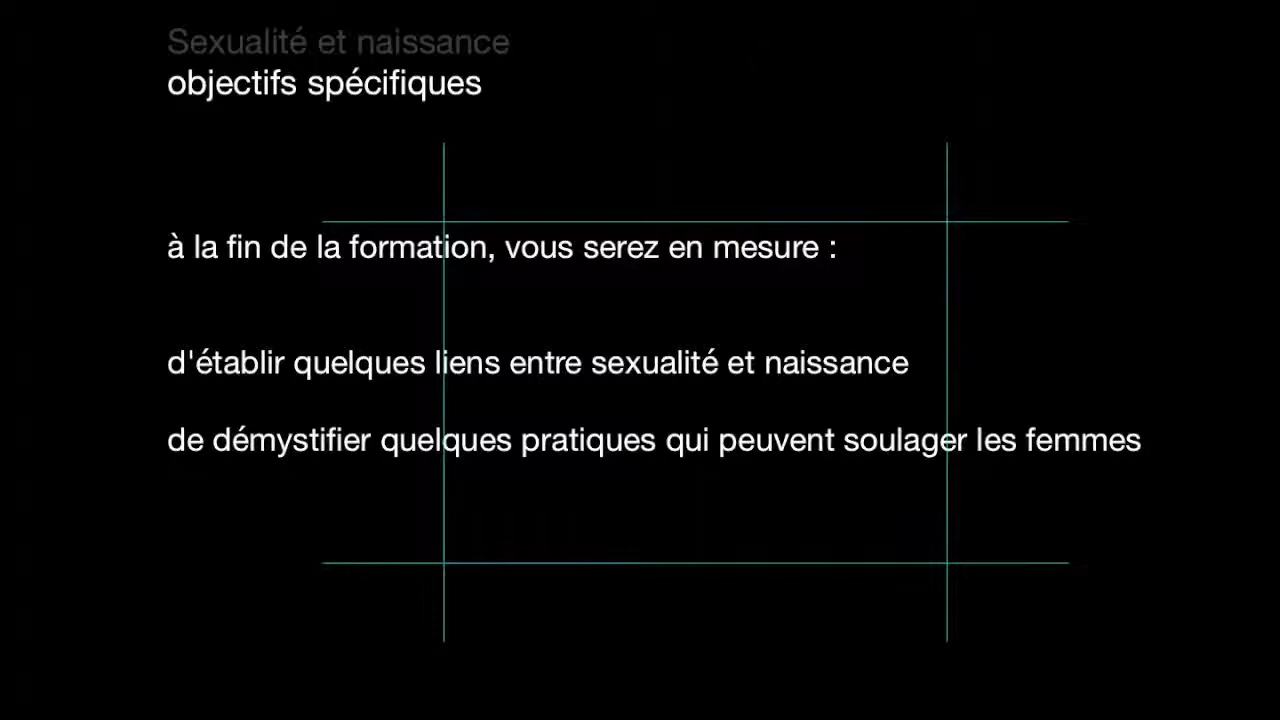 Sexualité et naissance
objectifs spécifiques
à la fin de la formation, vous serez en mesure :
d'établir quelques liens entre sexualité et naissance
de démystifier quelques pratiques qui peuvent soulager les femmes